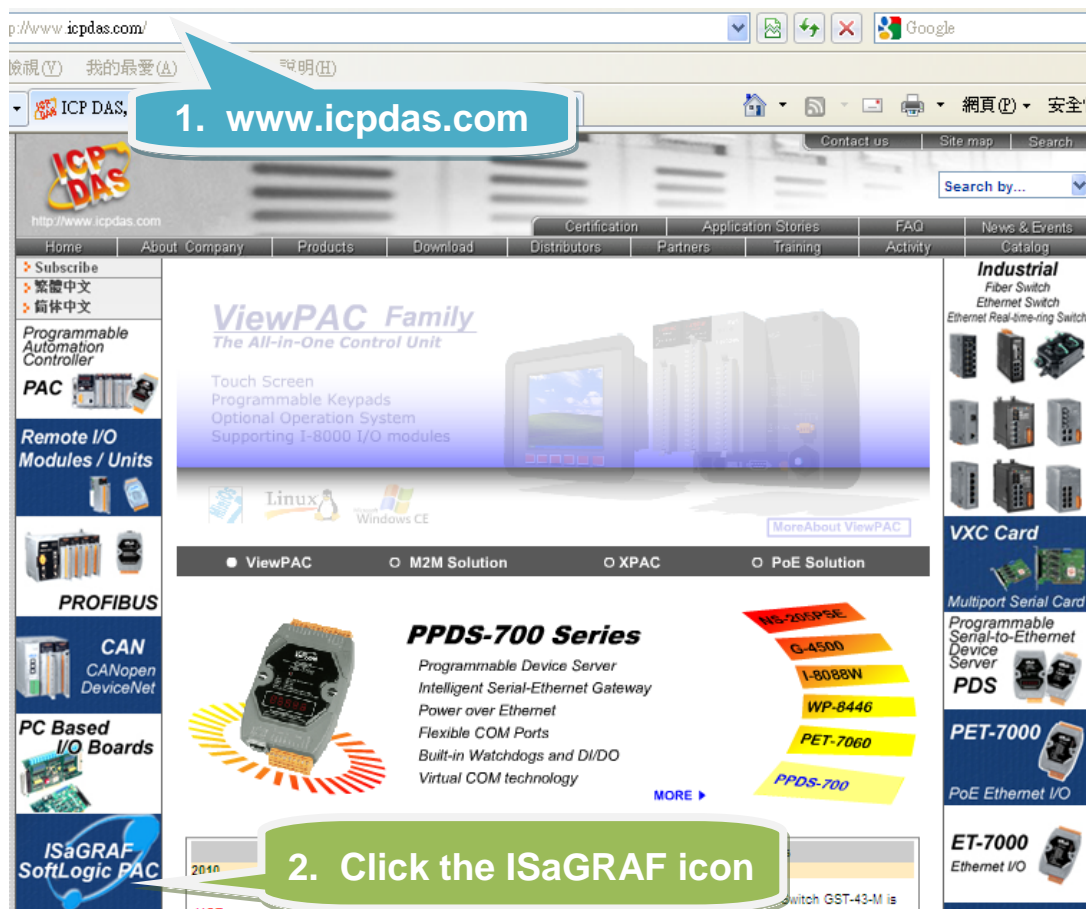 p://www.icpdas.com/
Google
檢視(V) 我的最愛(A) 說明(H)
ICP DAS,
網頁(P)
安全
1. www.icpdas.com
ICP DAS
http://www.icpdas.com
Contact us
Site map
Search
Search by...
Certification
Application Stories
FAQ
News & Events
Home
About Company
Products
Download
Distributors
Partners
Training
Activity
Catalog
Subscribe
繁體中文
简体中文
Programmable
Automation
Controller
PAC
Remote I/O
Modules / Units
PROFIBUS
CAN
CANopen
DeviceNet
PC Based
I/O Boards
ISaGRAF
SoftLogic PAC
ViewPAC Family
The All-in-One Control Unit
Touch Screen
Programmable Keypads
Optional Operation System
Supporting I-8000 I/O modules
Linux
Windows CE
MoreAbout ViewPAC
ViewPAC
M2M Solution
XPAC
PoE Solution
PPDS-700 Series
Programmable Device Server
Intelligent Serial-Ethernet Gateway
Power over Ethernet
Flexible COM Ports
Built-in Watchdogs and DI/DO
Virtual COM technology
MORE
NS-205PSE
G-4500
I-8088W
WP-8446
PET-7060
PPDS-700
2010
2. Click the ISaGRAF icon
witch GST-43-M is
Industrial
Fiber Switch
Ethernet Switch
Ethernet Real-time-ring Switch
VXC Card
Multiport Serial Card
Programmable
Serial-to-Ethernet
Device
Server
PDS
PET-7000
PoE Ethernet I/O
ET-7000
Ethernet I/O